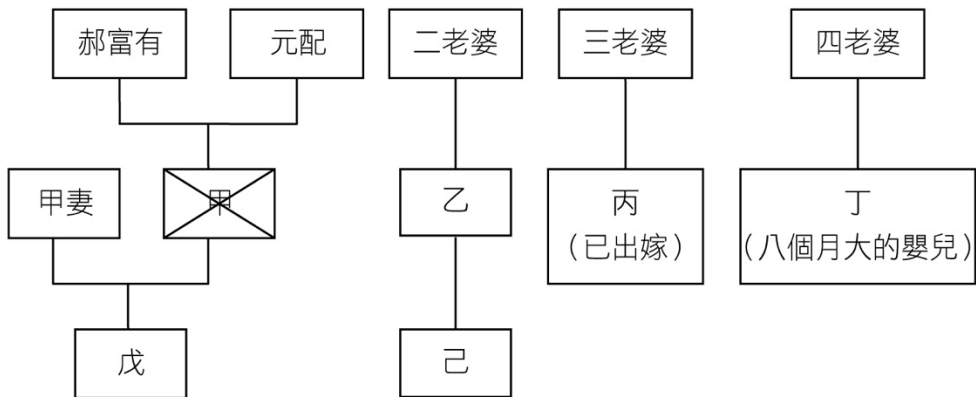 郝富有
元配
二老婆
三老婆
四老婆
甲妻
甲
乙
丙
（已出嫁）
丁
（八個月大的嬰兒）
戊
己